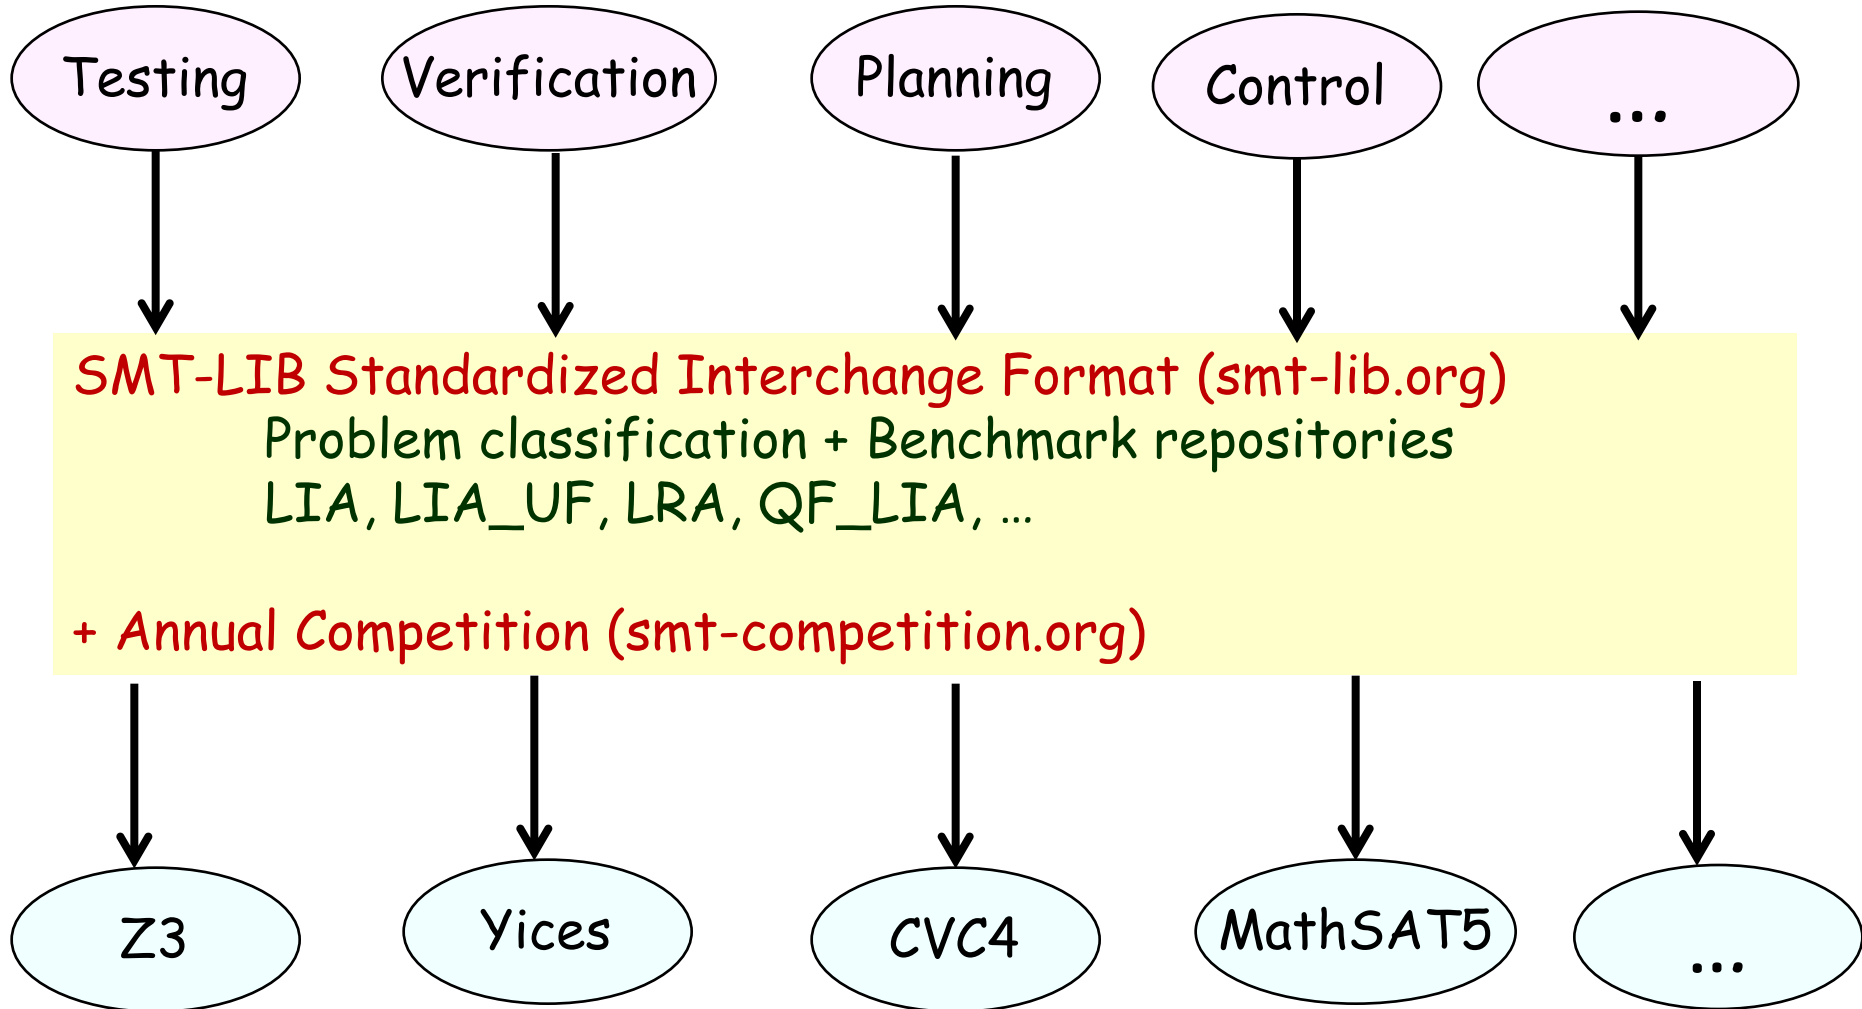 Testing
Verification
Planning
Control
...
SMT-LIB Standardized Interchange Format (smt-lib.org)
Problem classification + Benchmark repositories
LIA, LIA_UF, LRA, QF_LIA, …
+ Annual Competition (smt-competition.org)
Z3
Yices
CVC4
MathSAT5
...